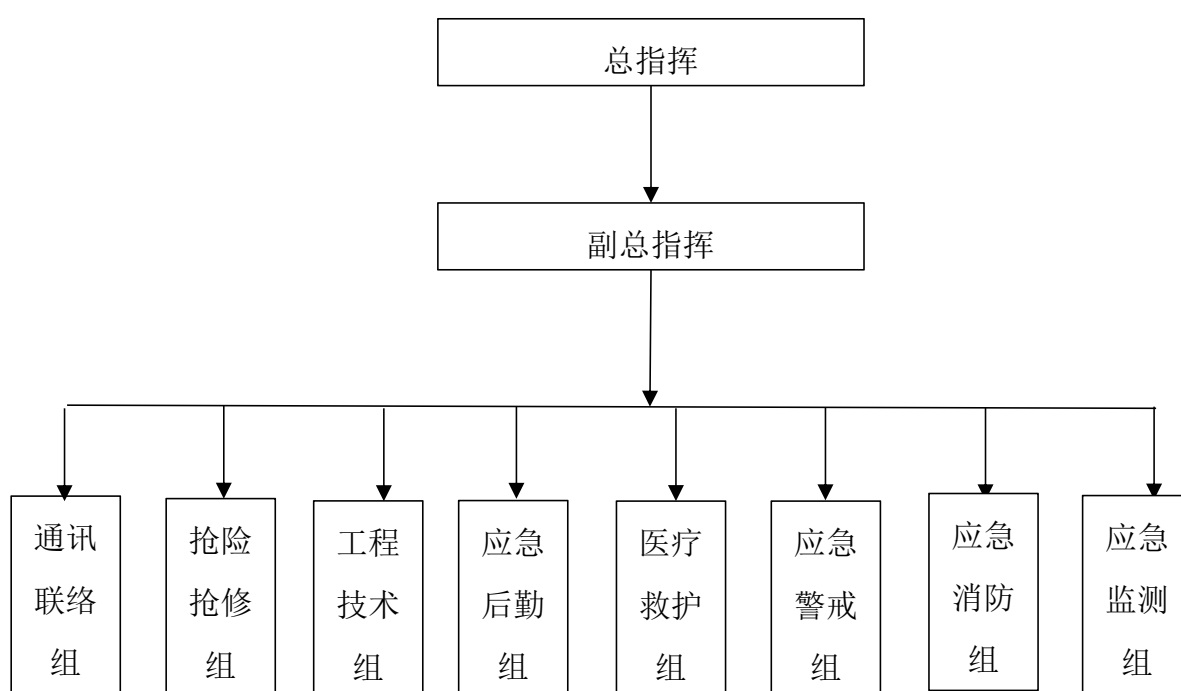 总指挥
副总指挥
通讯
联络
组
抢险
抢修
组
工程
技术
组
应急
后勤
组
医疗
救护
组
应急
警戒
组
应急
消防
组
应急
监测
组